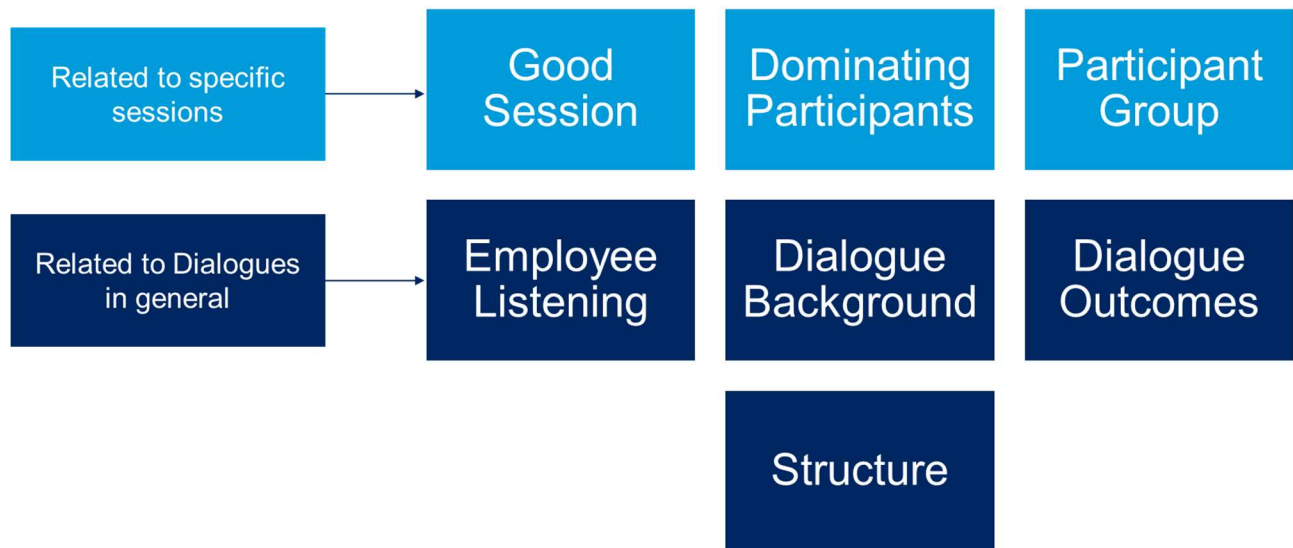 Related to specific
sessions
Good
Session
Dominating
Participants
Participant
Group
Related to Dialogues
in general
Employee
Listening
Dialogue
Background
Dialogue
Outcomes
Structure